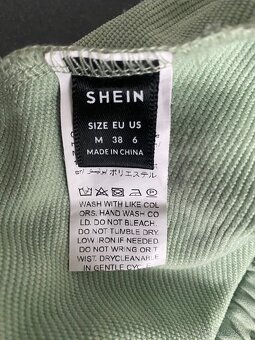 SHEIN
SIZE EU US
M 38 6
MADE IN CHINA
ポリエステル
WASH WITH LIKE COL
ORS. HAND WASH CO
LD. DO NOT BLEACH.
DO NOT TUMBLE DRY.
LOW IRON IF NEEDED.
DO NOT WRING OR T
WIST. DRYCLEANABLE
IN GENTLE CYC